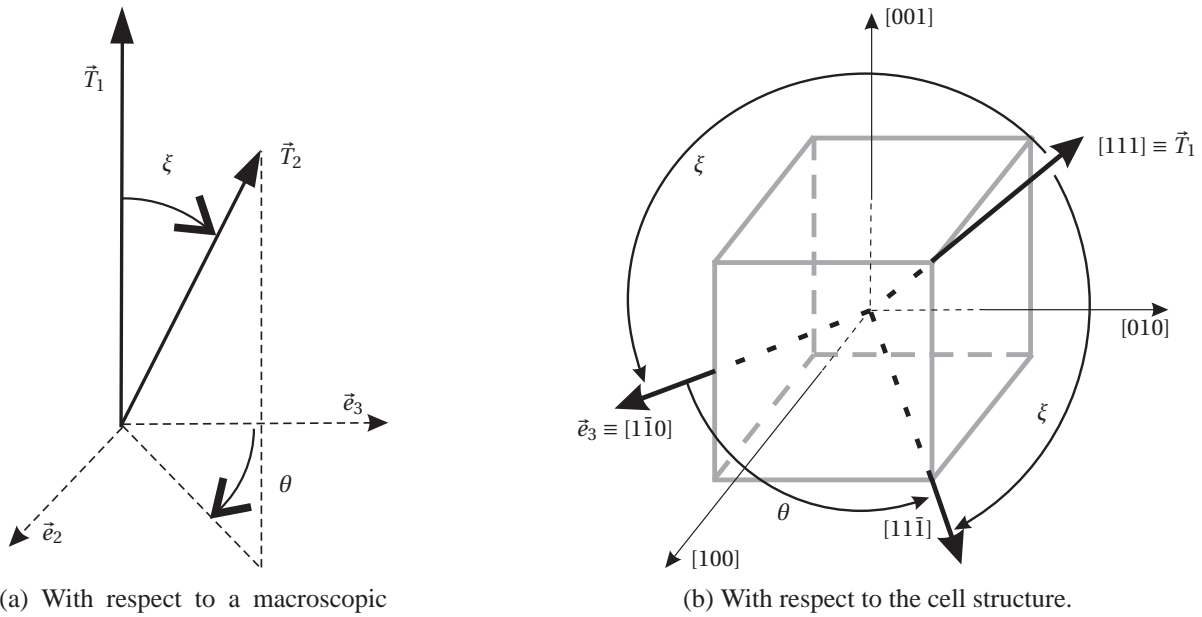 T⃗₁
ξ
T⃗₂
e⃗₃
θ
e⃗₂
(a) With respect to a macroscopic
[001]
[111] ≡ T⃗₁
ξ
[010]
ξ
e⃗₃ ≡ [11̄0]
θ
[111̄]
[100]
(b) With respect to the cell structure.